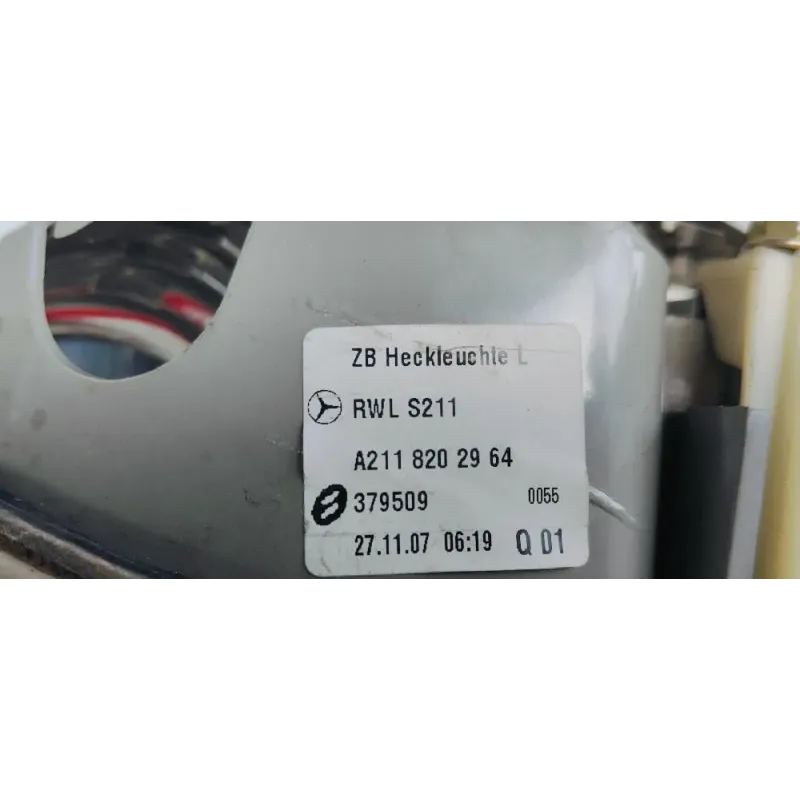 ZB Heckleuchte L
RWL S211
A211 820 29 64
379509 0055
27.11.07 06:19 Q 01